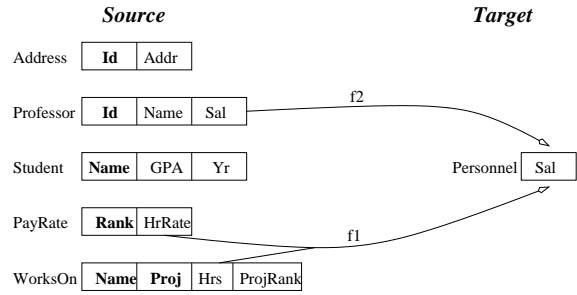 Source Target
Address Id Addr
f2
Professor Id Name Sal
Student Name GPA Yr Personnel Sal
PayRate Rank HrRate
f1
WorksOn Name Proj Hrs ProjRank